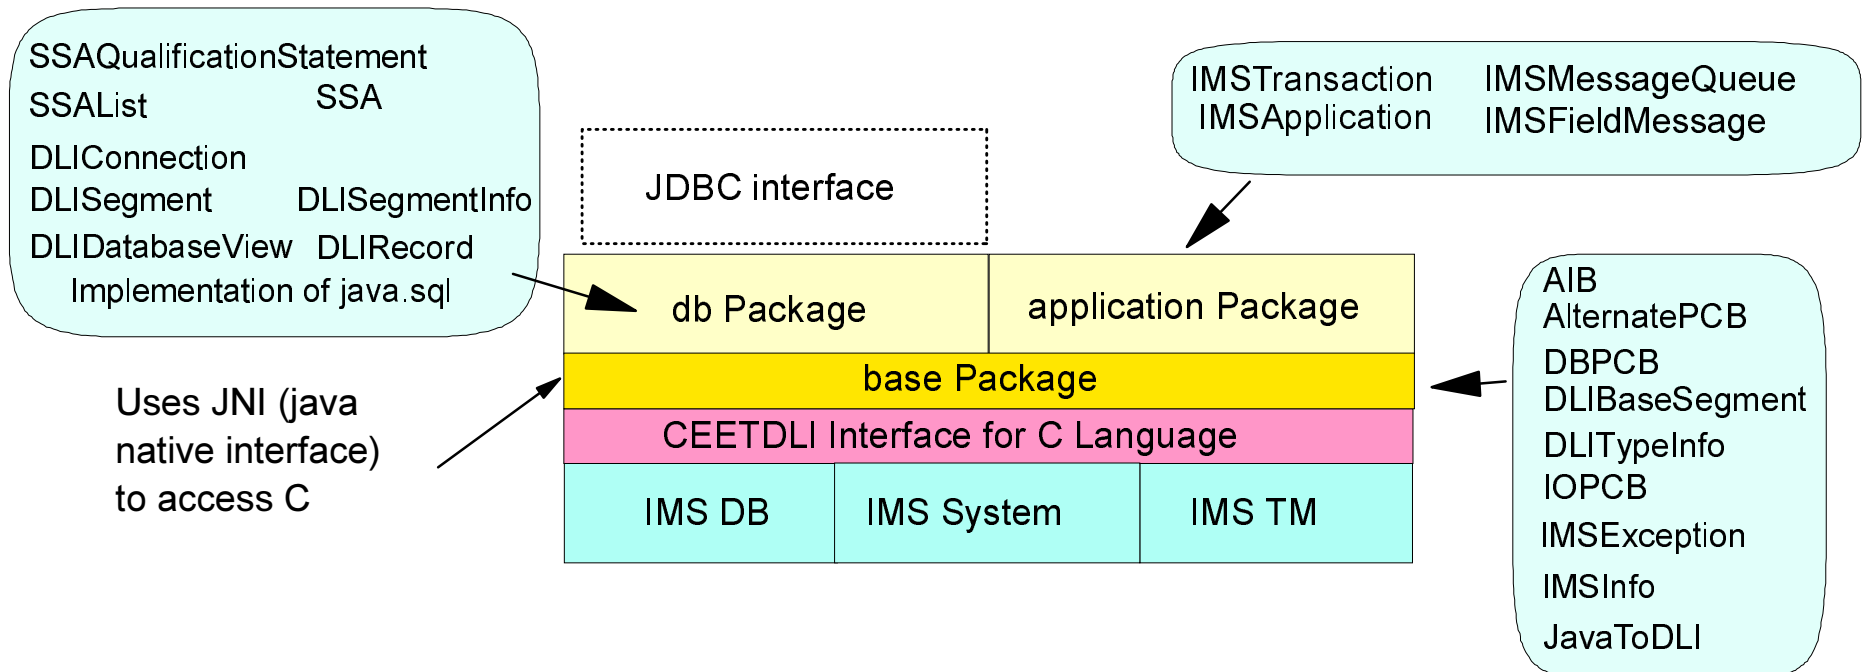 SSAQualificationStatement
SSAList
SSA
DLIConnection
DLISegment
DLISegmentInfo
DLIDatabaseView
DLIRecord
Implementation of java.sql
JDBC interface
IMSTransaction
IMSMessageQueue
IMSApplication
IMSFieldMessage
db Package
application Package
base Package
CEETDLI Interface for C Language
IMS DB
IMS System
IMS TM
Uses JNI (java
native interface)
to access C
AIB
AlternatePCB
DBPCB
DLIBaseSegment
DLITypeInfo
IOPCB
IMSException
IMSInfo
JavaToDLI